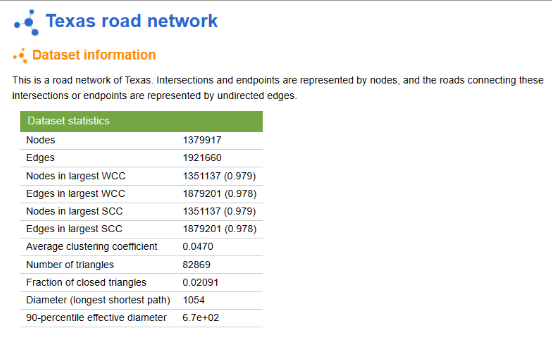 Texas road network
Dataset information
This is a road network of Texas. Intersections and endpoints are represented by nodes, and the roads connecting these
intersections or endpoints are represented by undirected edges.
Dataset statistics
Nodes 1379917
Edges 1921660
Nodes in largest WCC 1351137 (0.979)
Edges in largest WCC 1879201 (0.978)
Nodes in largest SCC 1351137 (0.979)
Edges in largest SCC 1879201 (0.978)
Average clustering coefficient 0.0470
Number of triangles 82869
Fraction of closed triangles 0.02091
Diameter (longest shortest path) 1054
90-percentile effective diameter 6.7e+02